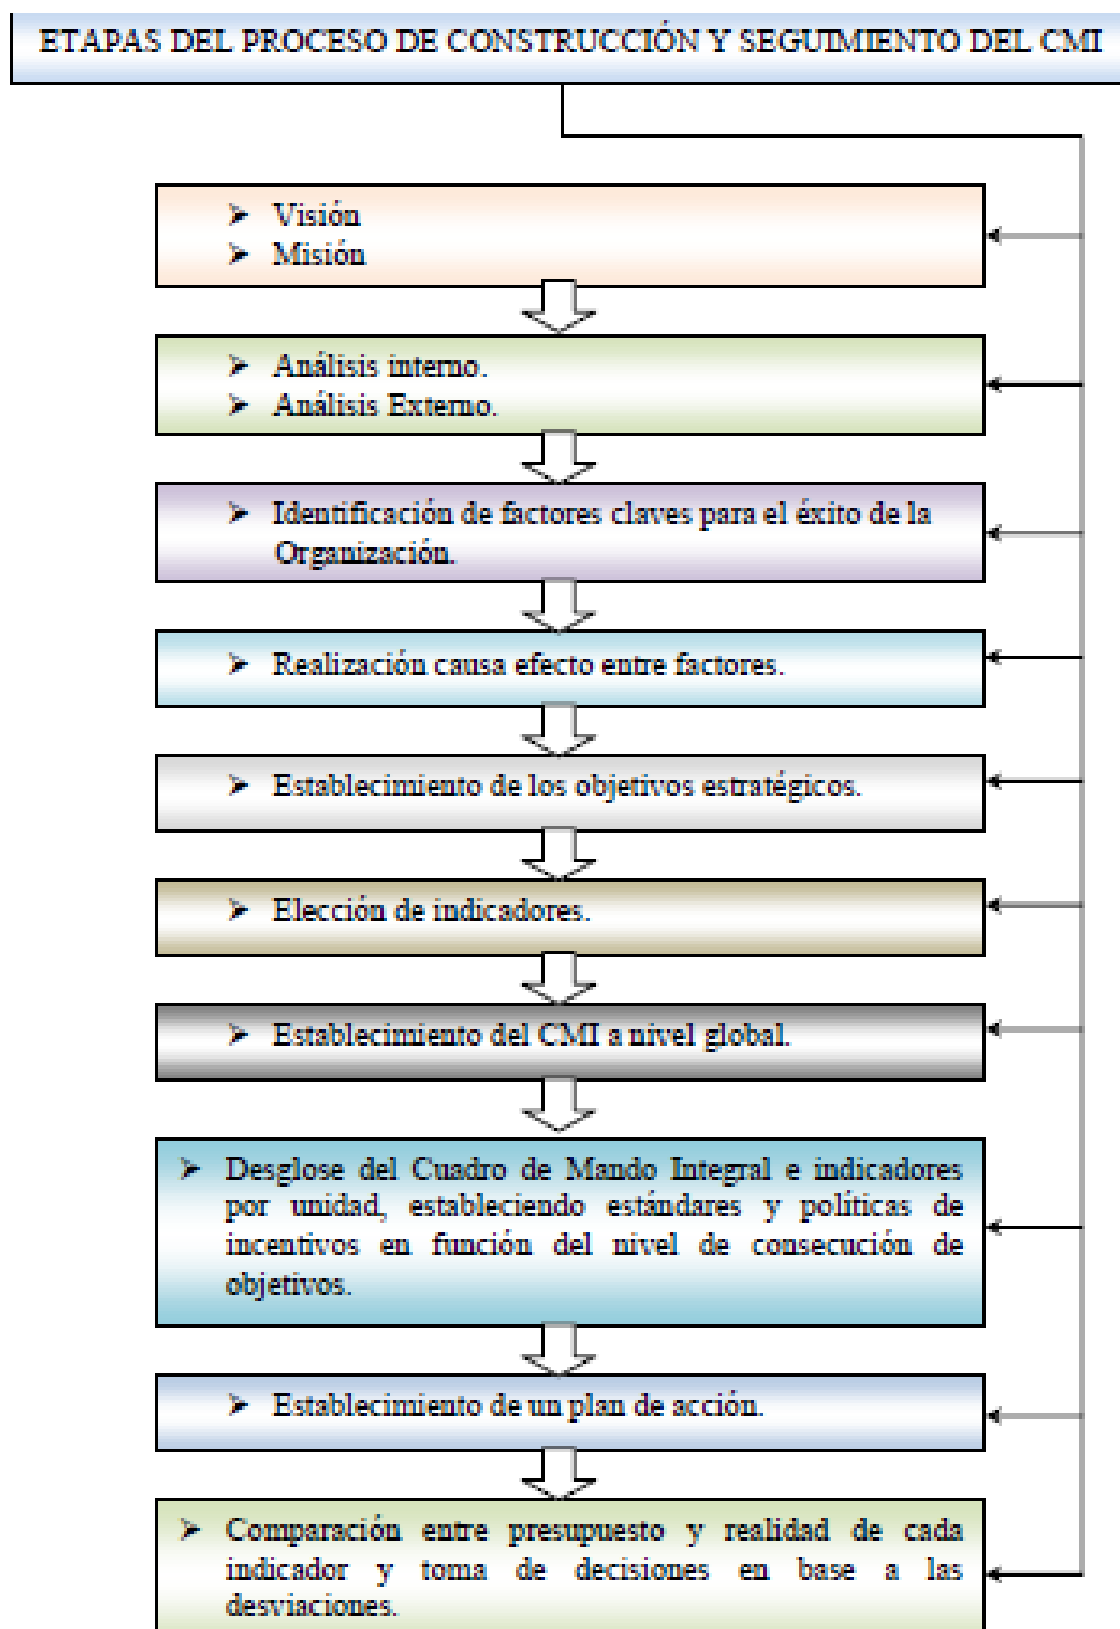 ETAPAS DEL PROCESO DE CONSTRUCCIÓN Y SEGUIMIENTO DEL CMI
➢ Visión
➢ Misión
➢ Análisis interno.
➢ Análisis Externo.
➢ Identificación de factores claves para el éxito de la
Organización.
➢ Realización causa efecto entre factores.
➢ Establecimiento de los objetivos estratégicos.
➢ Elección de indicadores.
➢ Establecimiento del CMI a nivel global.
➢ Desglose del Cuadro de Mando Integral e indicadores
por unidad, estableciendo estándares y políticas de
incentivos en función del nivel de consecución de
objetivos.
➢ Establecimiento de un plan de acción.
➢ Comparación entre presupuesto y realidad de cada
indicador y toma de decisiones en base a las
desviaciones.